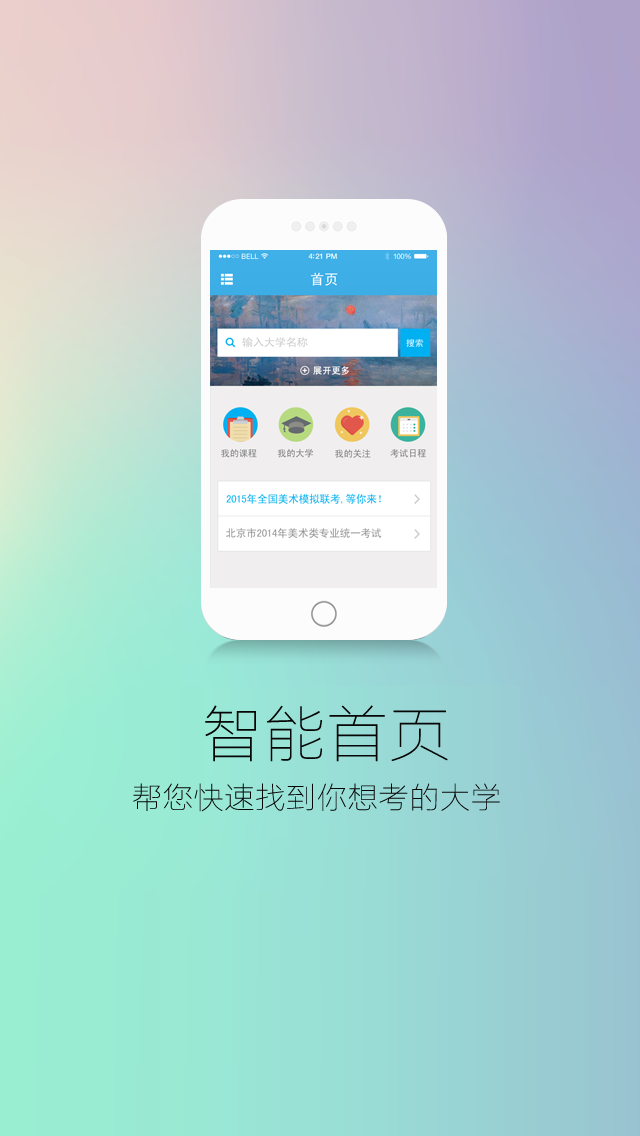 BELL 4:21 PM 100%
首页
输入大学名称 搜索
展开更多
我的课程 我的大学 我的关注 考试日程
2015年全国美术模拟联考,等你来!
北京市2014年美术类专业统一考试
智能首页
帮您快速找到你想考的大学